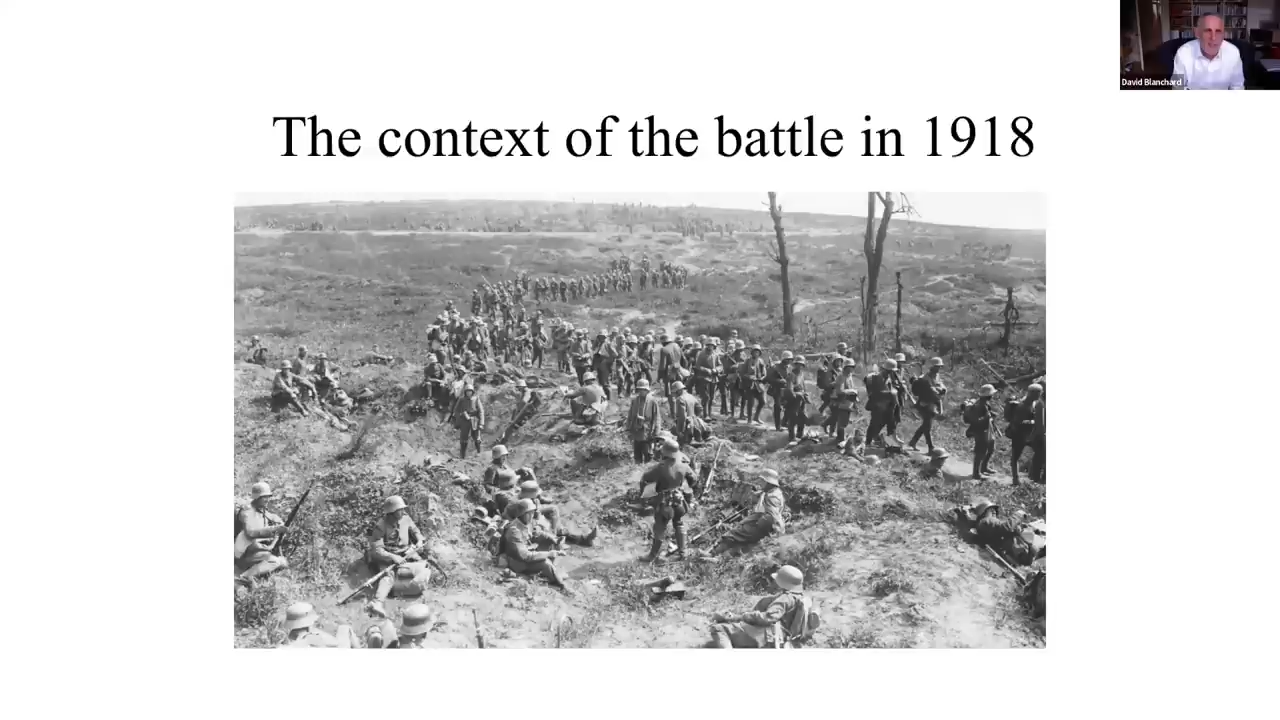 The context of the battle in 1918
David Blanchard